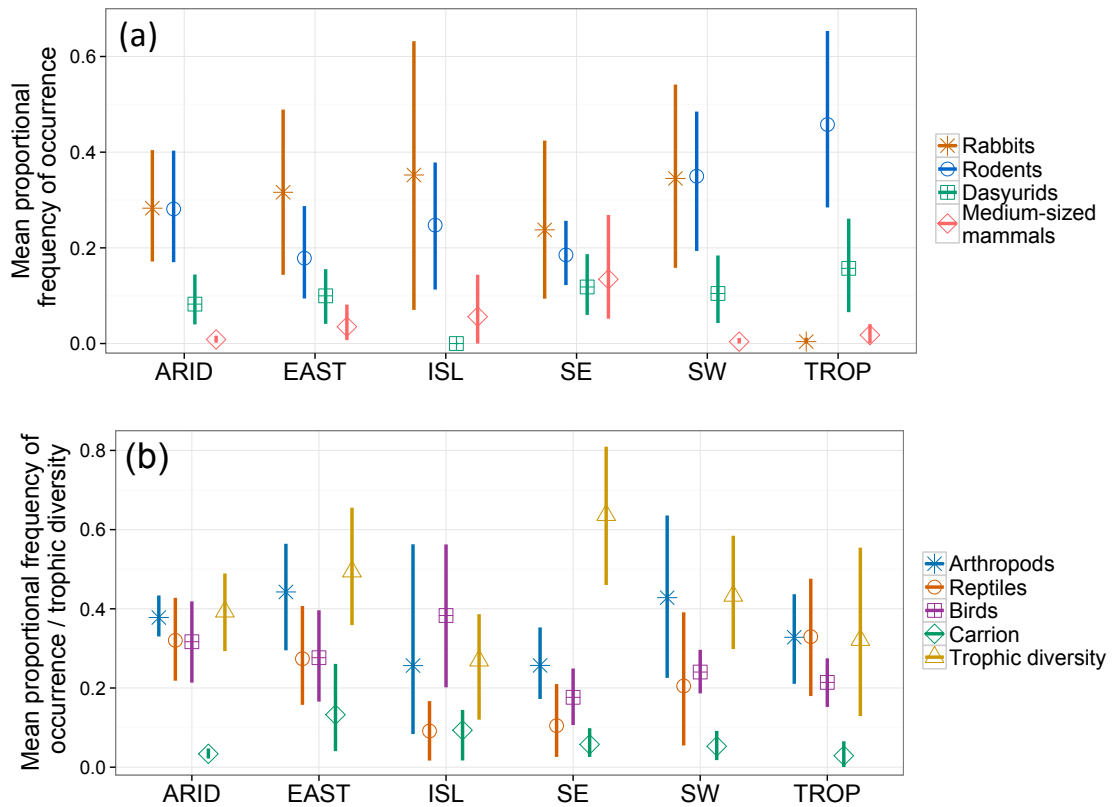 (a)
Mean proportional
frequency of occurrence
0.6
0.4
0.2
0.0
ARID EAST ISL SE SW TROP
Rabbits
Rodents
Dasyurids
Medium-sized
mammals
(b)
Mean proportional frequency of
occurrence / trophic diversity
0.8
0.6
0.4
0.2
0.0
ARID EAST ISL SE SW TROP
Arthropods
Reptiles
Birds
Carrion
Trophic diversity